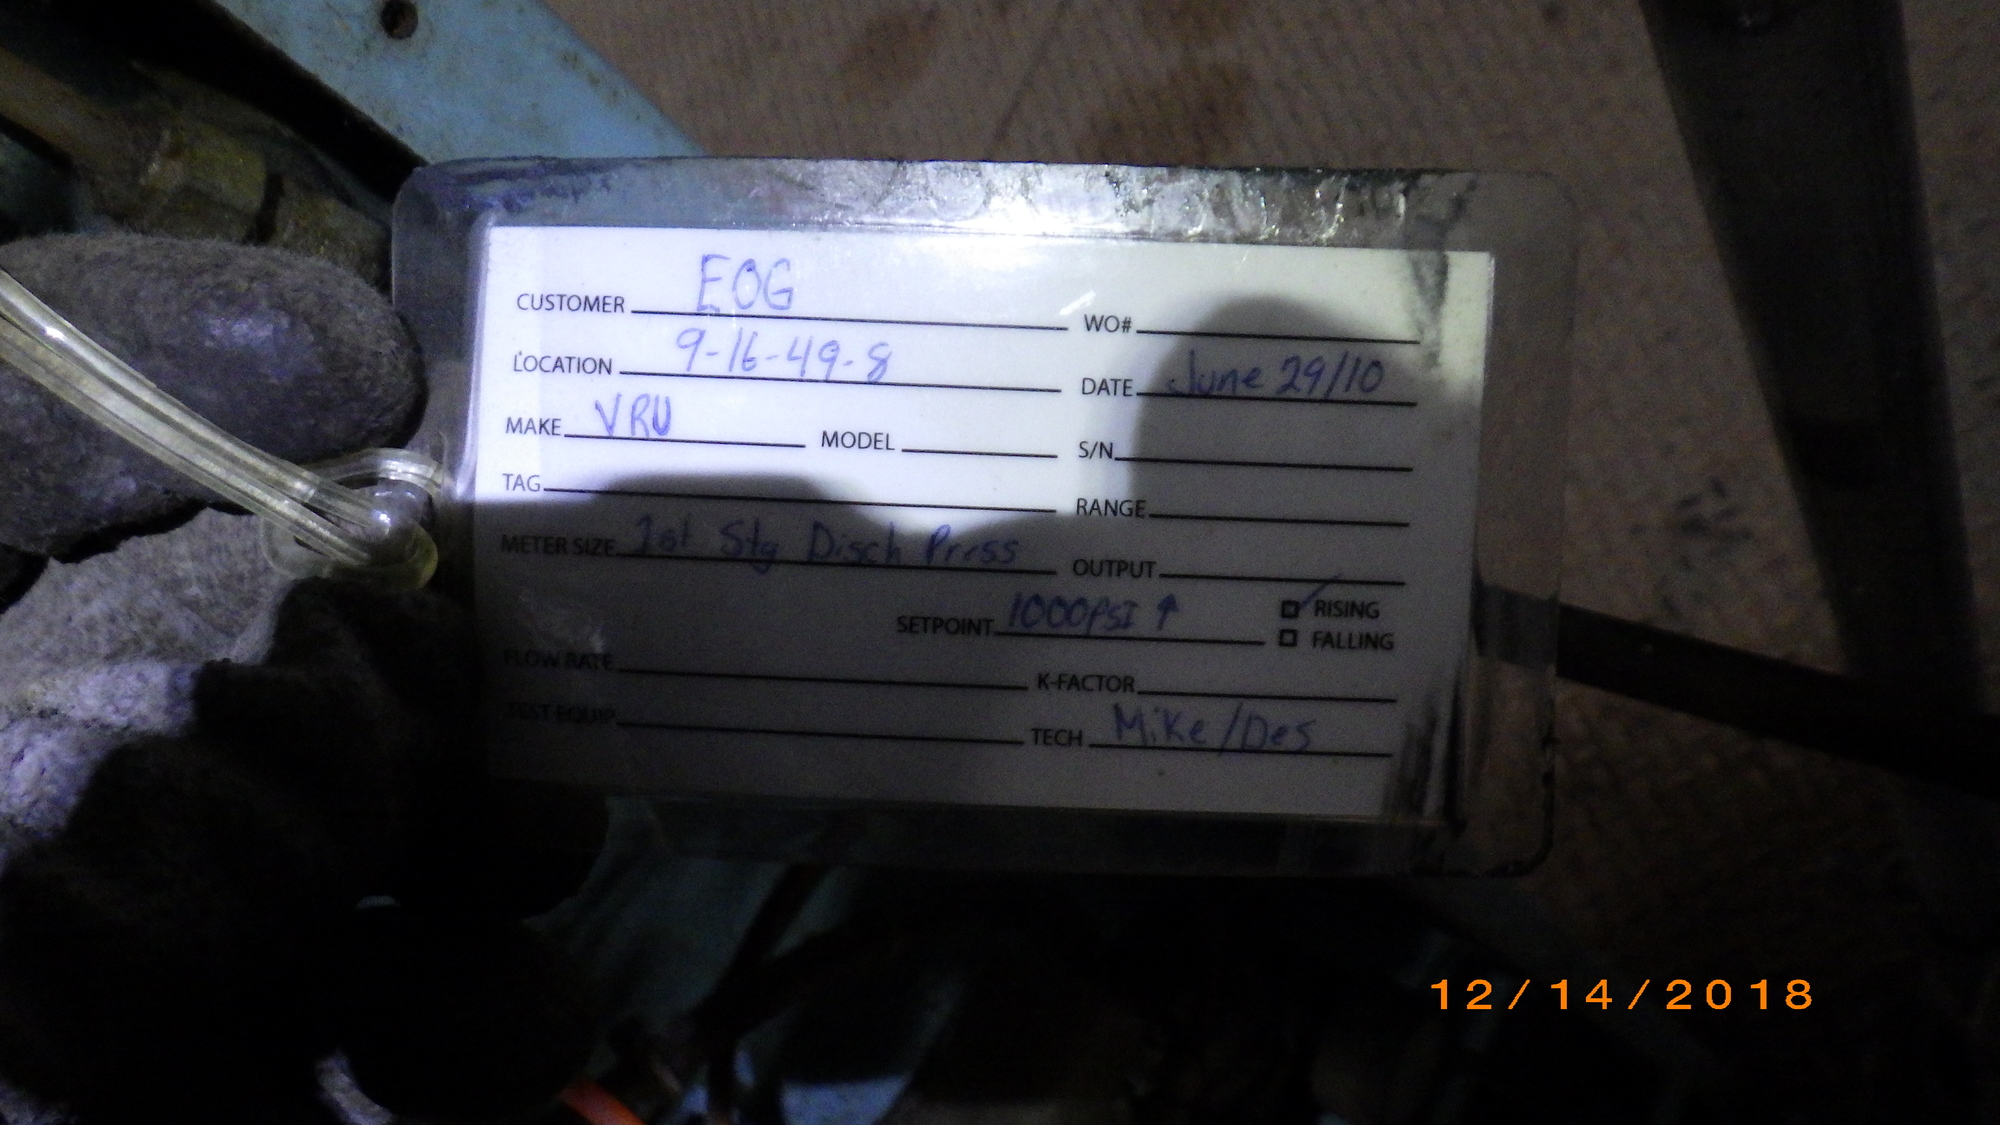 CUSTOMER EOG WO#
LOCATION 9-16-49-8 DATE June 29/10
MAKE VRU MODEL S/N
TAG RANGE
METER SIZE 1st Stg Disch Press OUTPUT
SETPOINT 1000PSI ↑ RISING
FALLING
FLOW RATE K-FACTOR
TEST EQUIP. TECH Mike/Des
12/14/2018